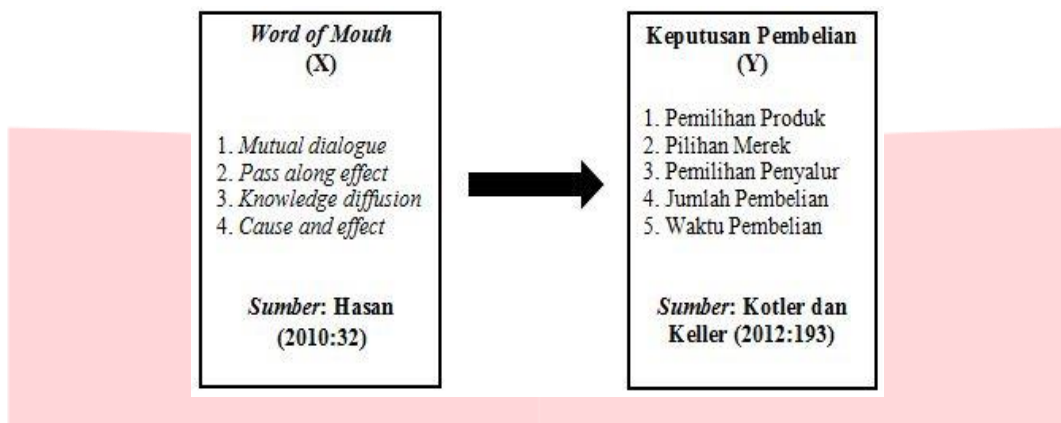 Word of Mouth
(X)
1. Mutual dialogue
2. Pass along effect
3. Knowledge diffusion
4. Cause and effect
Sumber: Hasan
(2010:32)
Keputusan Pembelian
(Y)
1. Pemilihan Produk
2. Pilihan Merek
3. Pemilihan Penyalur
4. Jumlah Pembelian
5. Waktu Pembelian
Sumber: Kotler dan
Keller (2012:193)